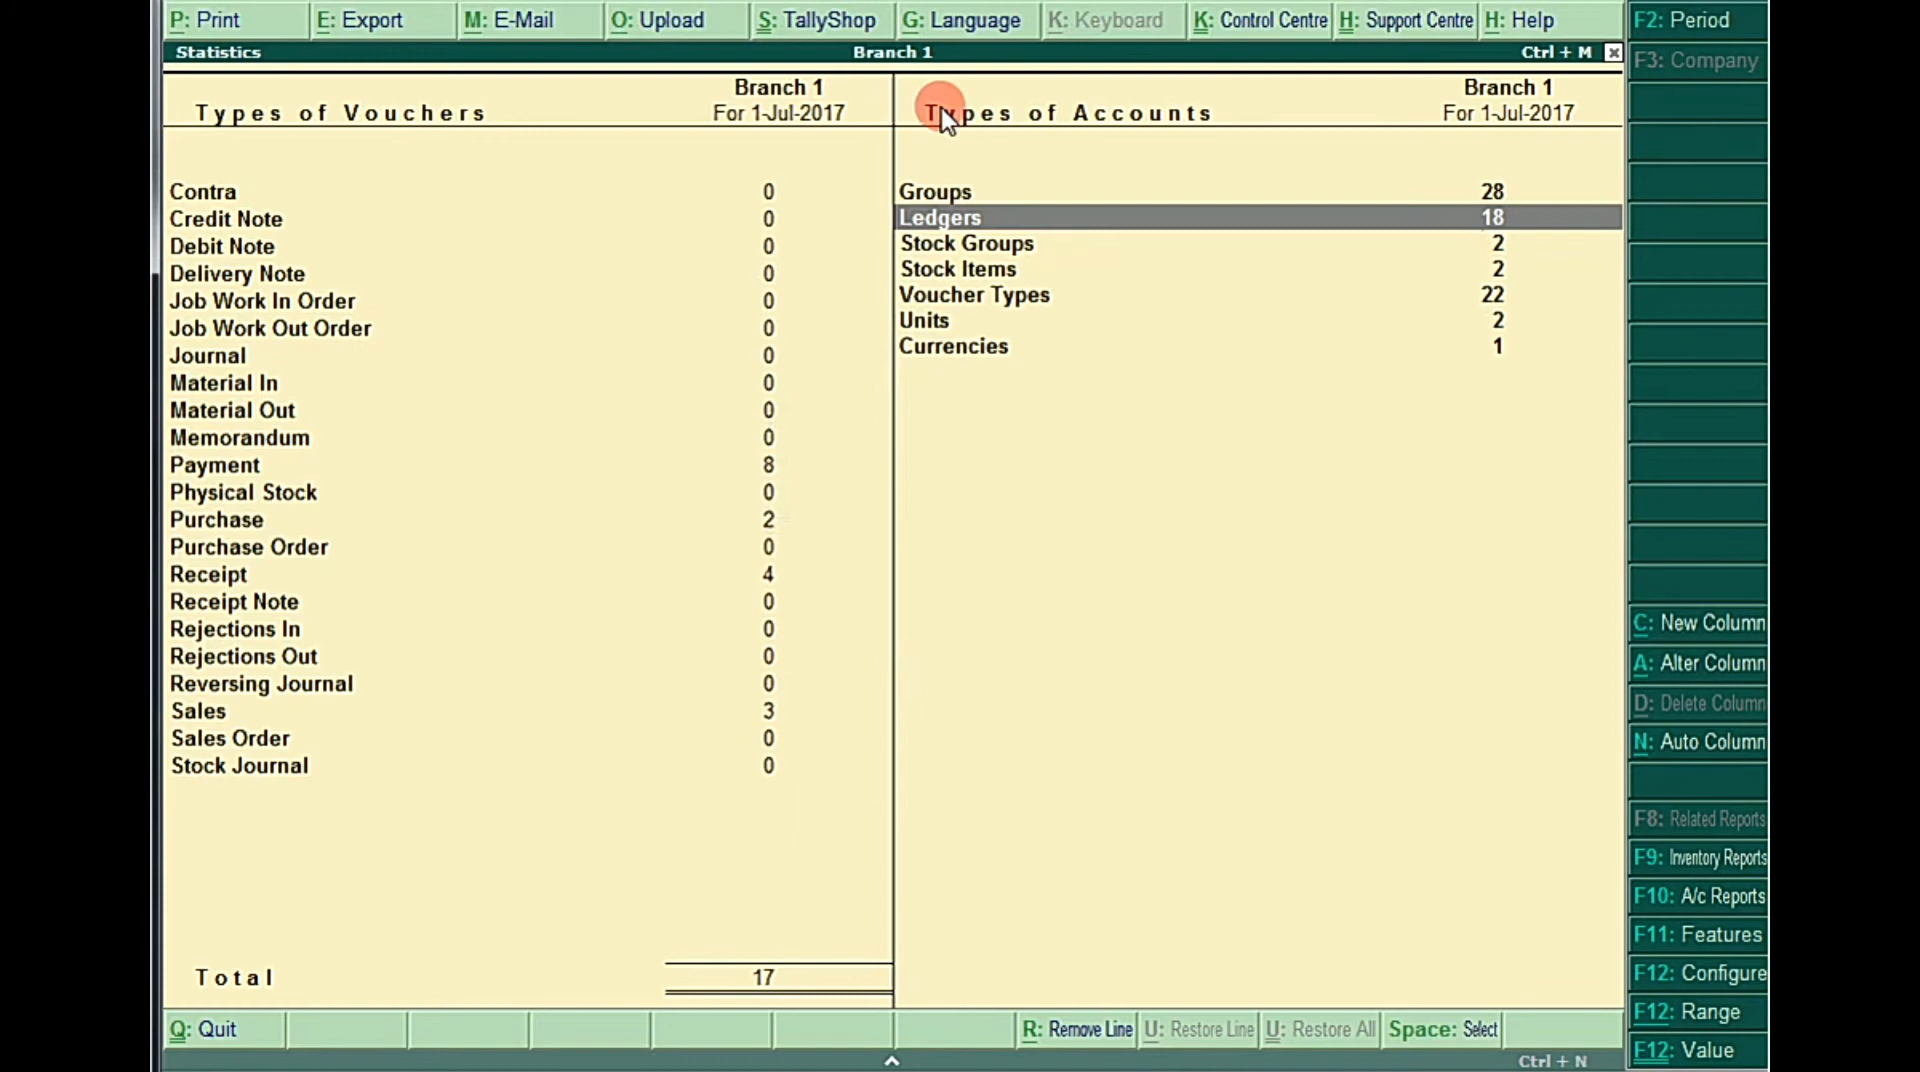 P: Print E: Export M: E-Mail O: Upload S: TallyShop G: Language K: Keyboard K: Control Centre H: Support Centre H: Help F2: Period
Statistics Branch 1 Ctrl + M
F3: Company
Types of Vouchers Branch 1 For 1-Jul-2017
Contra 0
Credit Note 0
Debit Note 0
Delivery Note 0
Job Work In Order 0
Job Work Out Order 0
Journal 0
Material In 0
Material Out 0
Memorandum 0
Payment 8
Physical Stock 0
Purchase 2
Purchase Order 0
Receipt 4
Receipt Note 0
Rejections In 0
Rejections Out 0
Reversing Journal 0
Sales 3
Sales Order 0
Stock Journal 0
Total 17
Types of Accounts Branch 1 For 1-Jul-2017
Groups 28
Ledgers 18
Stock Groups 2
Stock Items 2
Voucher Types 22
Units 2
Currencies 1
C: New Column
A: Alter Column
D: Delete Column
N: Auto Column
F8: Related Reports
F9: Inventory Reports
F10: A/c Reports
F11: Features
F12: Configure
F12: Range
F12: Value
Q: Quit R: Remove Line U: Restore Line U: Restore All Space: Select
Ctrl + N